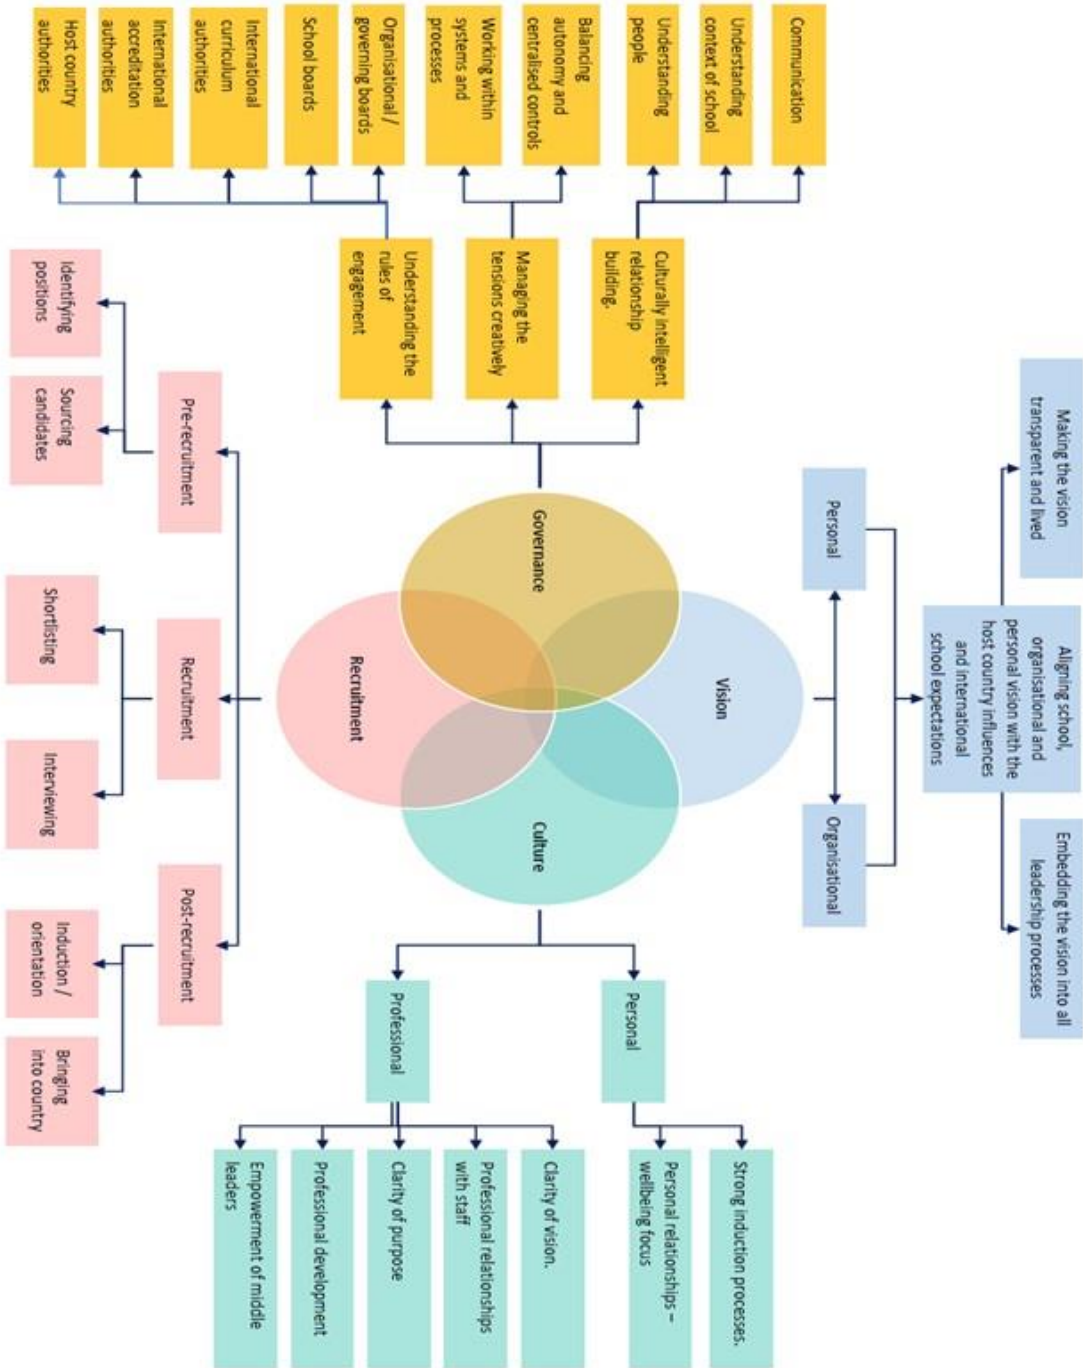 Making the vision
transparent and lived
Aligning school,
organisational and
personal vision with the
host country influences
and international
school expectations
Embedding the vision into all
leadership processes
Personal
Organisational
Vision
Governance
Culture
Recruitment
Communication
Understanding
context of school
Understanding
people
Balancing
autonomy and
centralised controls
Working within
systems and
processes
Organisational /
governing boards
School boards
International
curriculum
authorities
International
accreditation
authorities
Host country
authorities
Culturally intelligent
relationship
building.
Managing the
tensions creatively
Understanding the
rules of
engagement
Personal
Professional
Strong induction processes.
Personal relationships –
wellbeing focus
Clarity of vision.
Professional relationships
with staff
Clarity of purpose
Professional development
Empowerment of middle
leaders
Pre-recruitment
Recruitment
Post-recruitment
Identifying
positions
Sourcing
candidates
Shortlisting
Interviewing
Induction /
orientation
Bringing
into country